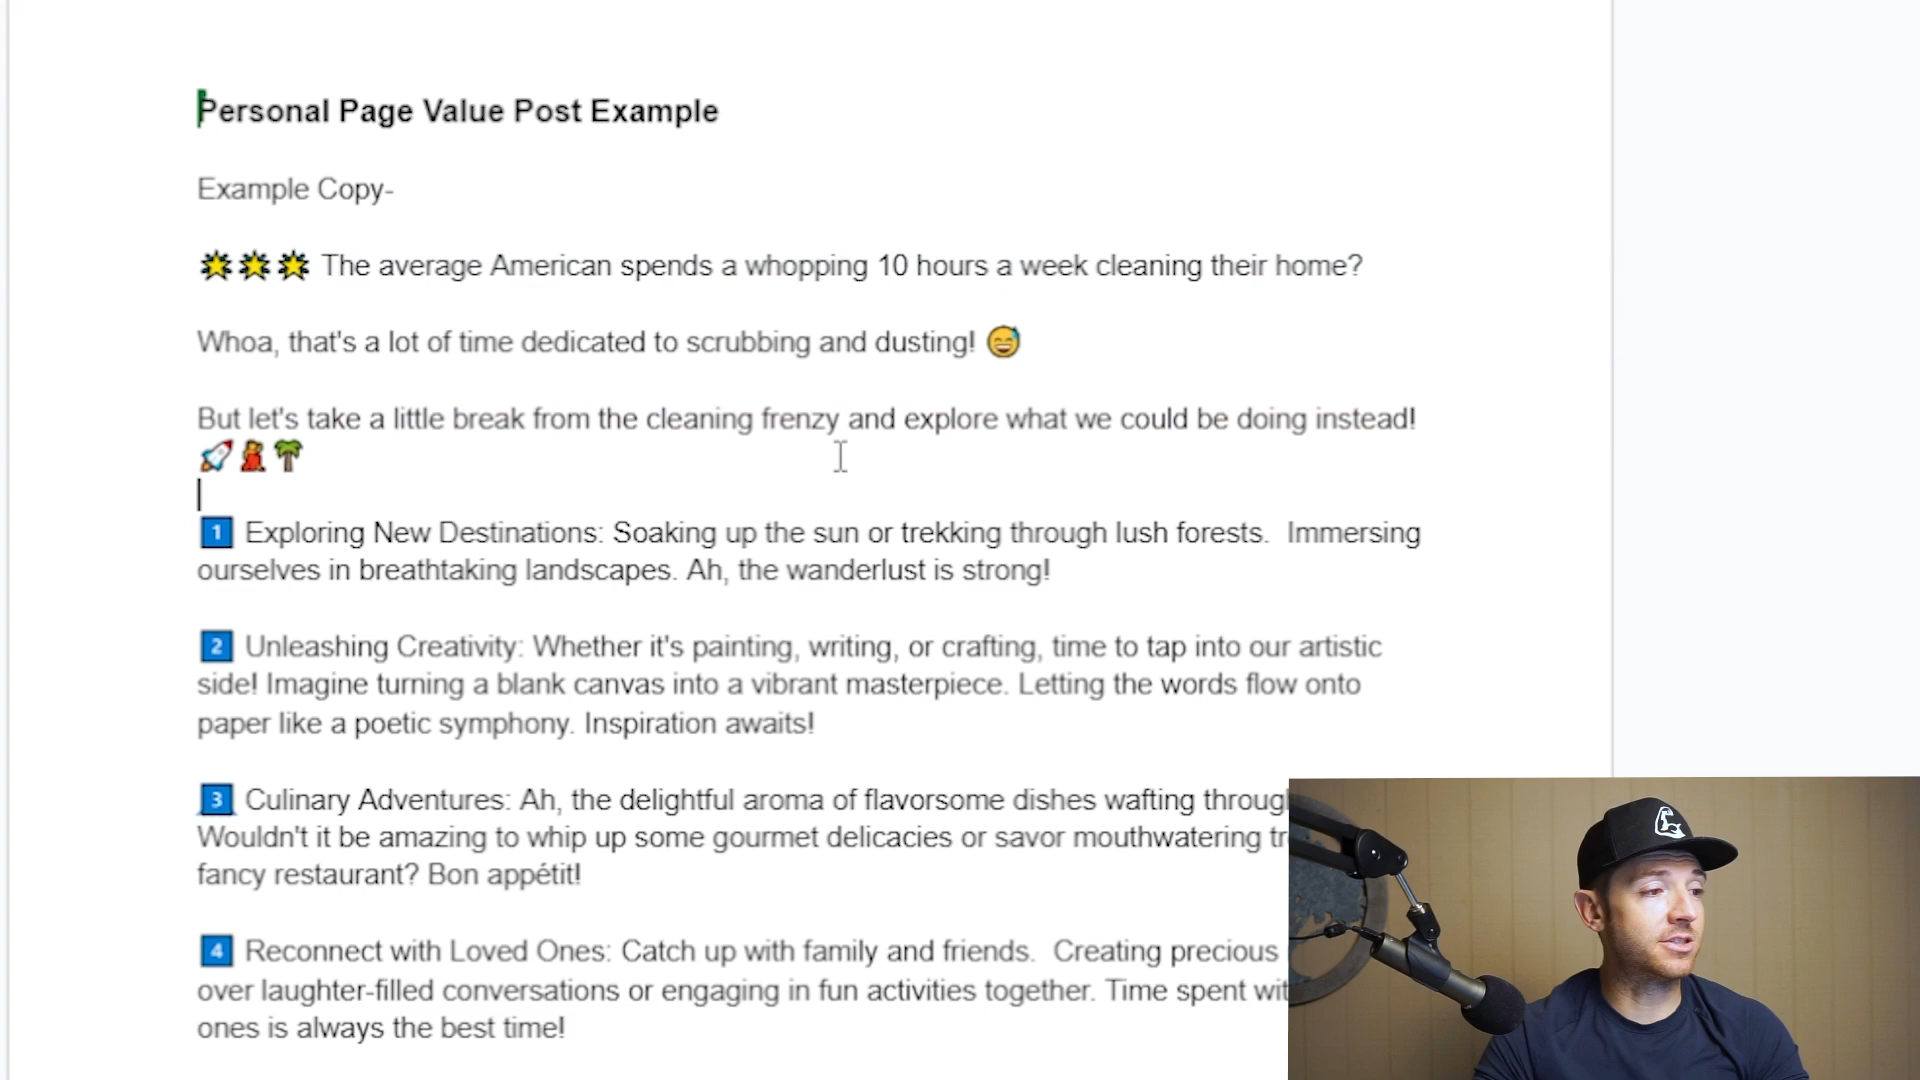 Personal Page Value Post Example
Example Copy-
🌟🌟🌟 The average American spends a whopping 10 hours a week cleaning their home?
Whoa, that's a lot of time dedicated to scrubbing and dusting! 😅
But let's take a little break from the cleaning frenzy and explore what we could be doing instead!
🚀💃🌴
1️⃣ Exploring New Destinations: Soaking up the sun or trekking through lush forests.  Immersing
ourselves in breathtaking landscapes. Ah, the wanderlust is strong!
2️⃣ Unleashing Creativity: Whether it's painting, writing, or crafting, time to tap into our artistic
side! Imagine turning a blank canvas into a vibrant masterpiece. Letting the words flow onto
paper like a poetic symphony. Inspiration awaits!
3️⃣ Culinary Adventures: Ah, the delightful aroma of flavorsome dishes wafting
Wouldn't it be amazing to whip up some gourmet delicacies or savor mouthwatering
fancy restaurant? Bon appétit!
4️⃣ Reconnect with Loved Ones: Catch up with family and friends.  Creating precious
over laughter-filled conversations or engaging in fun activities together. Time spent
ones is always the best time!